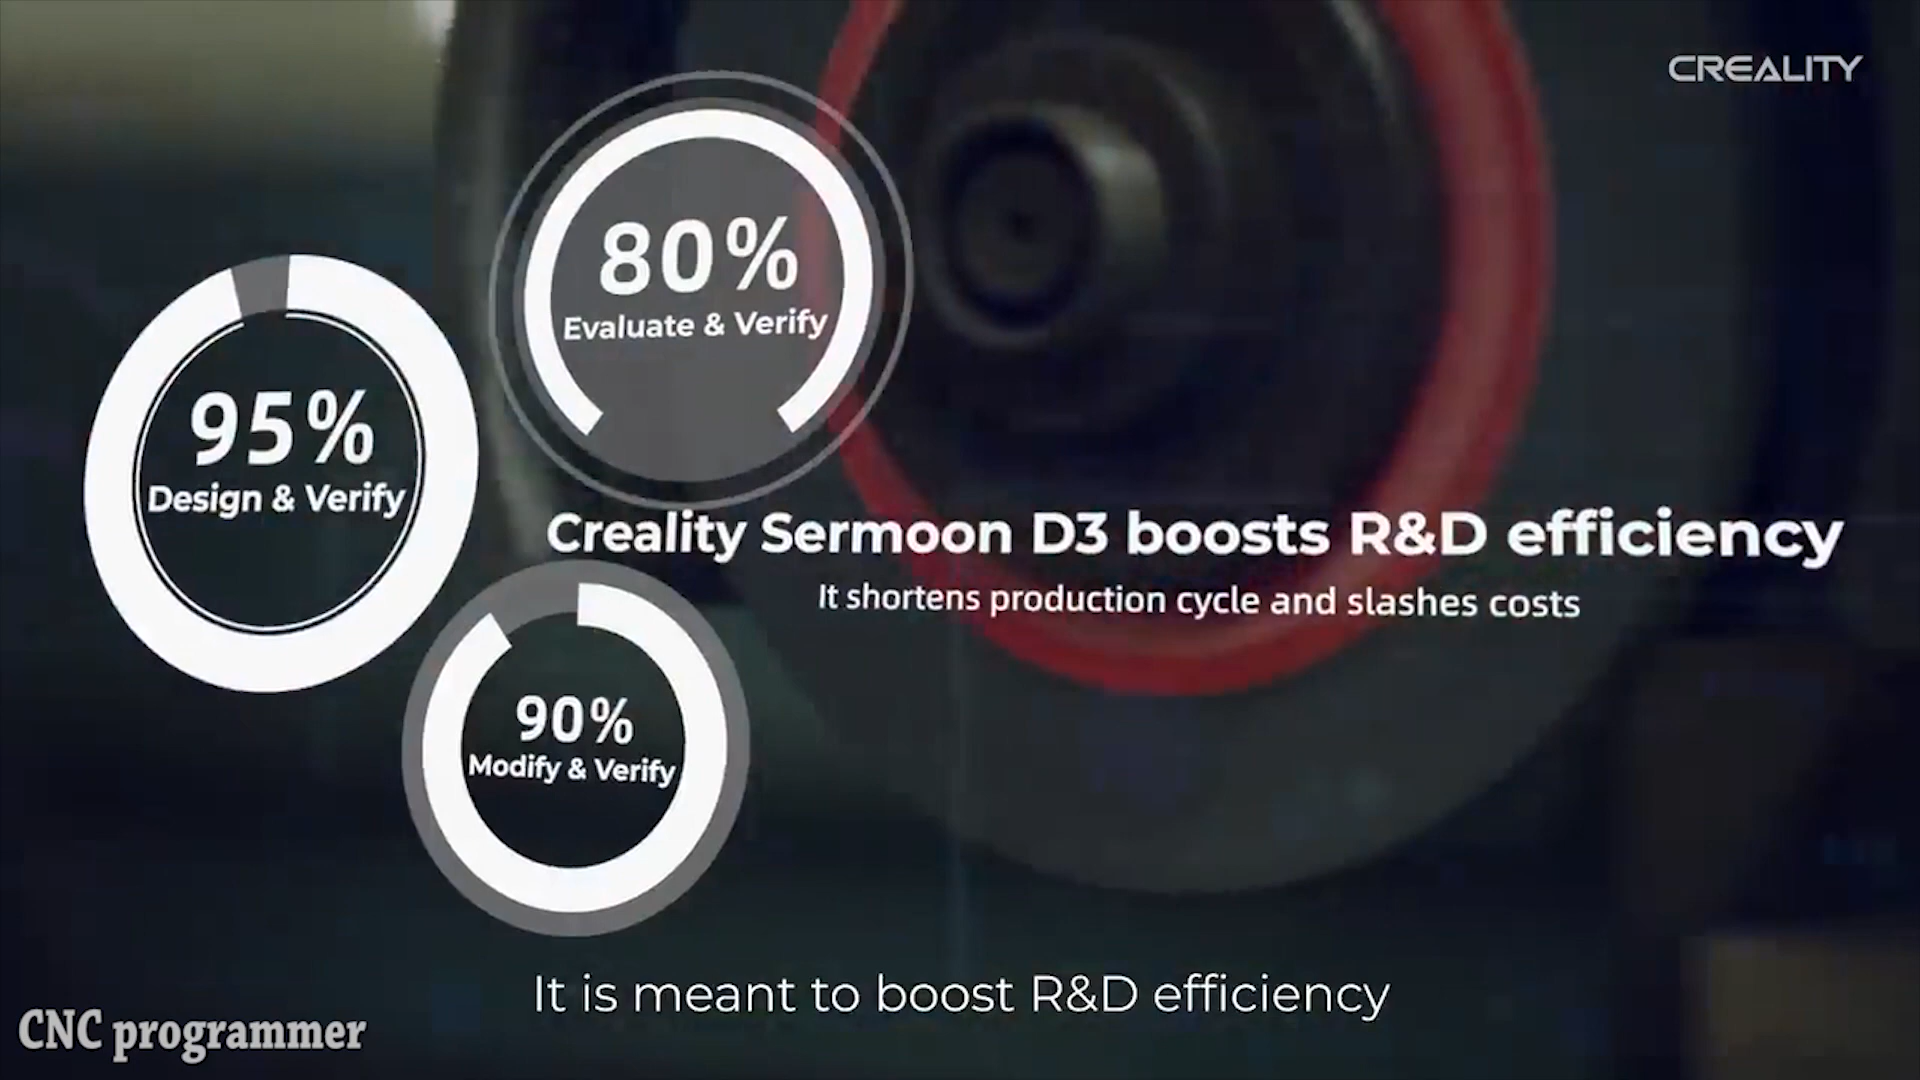 CREALITY
80%
Evaluate & Verify
95%
Design & Verify
Creality Sermoon D3 boosts R&D efficiency
It shortens production cycle and slashes costs
90%
Modify & Verify
It is meant to boost R&D efficiency
CNC programmer